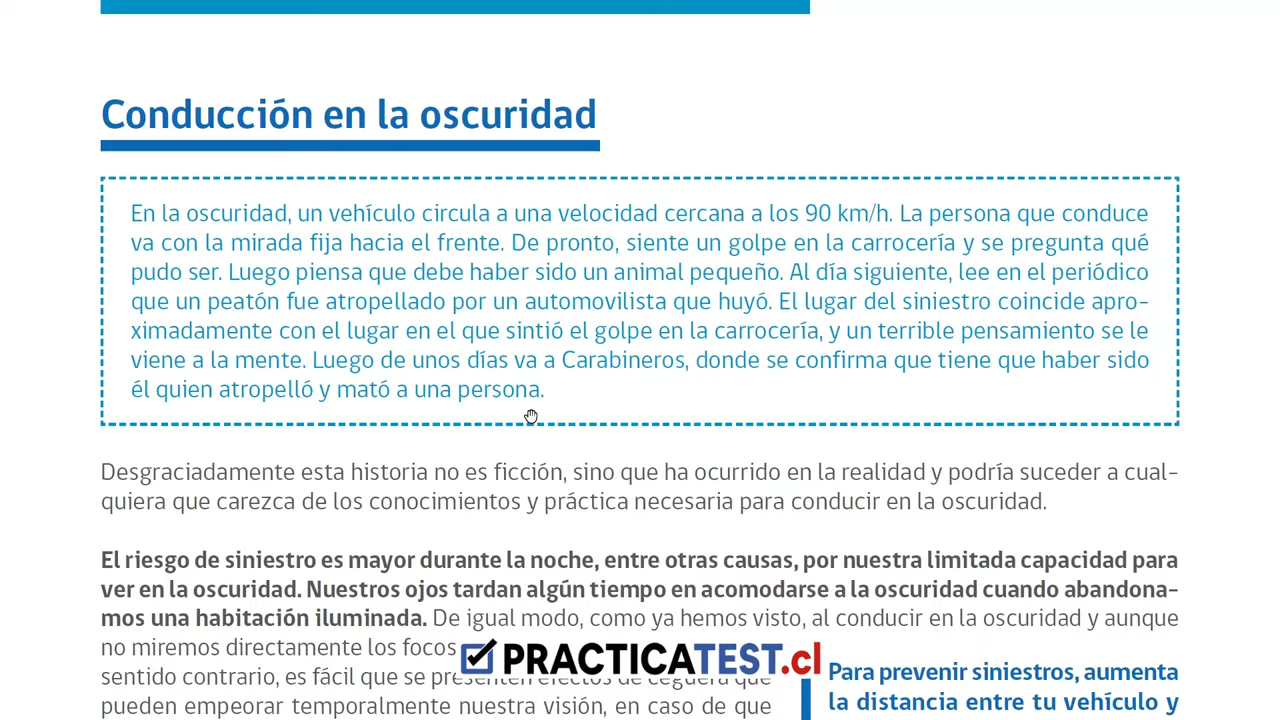 Conducción en la oscuridad
En la oscuridad, un vehículo circula a una velocidad cercana a los 90 km/h. La persona que conduce
va con la mirada fija hacia el frente. De pronto, siente un golpe en la carrocería y se pregunta qué
pudo ser. Luego piensa que debe haber sido un animal pequeño. Al día siguiente, lee en el periódico
que un peatón fue atropellado por un automovilista que huyó. El lugar del siniestro coincide apro-
ximadamente con el lugar en el que sintió el golpe en la carrocería, y un terrible pensamiento se le
viene a la mente. Luego de unos días va a Carabineros, donde se confirma que tiene que haber sido
él quien atropelló y mató a una persona.
Desgraciadamente esta historia no es ficción, sino que ha ocurrido en la realidad y podría suceder a cual-
quiera que carezca de los conocimientos y práctica necesaria para conducir en la oscuridad.
El riesgo de siniestro es mayor durante la noche, entre otras causas, por nuestra limitada capacidad para
ver en la oscuridad. Nuestros ojos tardan algún tiempo en acomodarse a la oscuridad cuando abandona-
mos una habitación iluminada. De igual modo, como ya hemos visto, al conducir en la oscuridad y aunque
no miremos directamente los focos
sentido contrario, es fácil que se presenten efectos de ceguera que
pueden empeorar temporalmente nuestra visión, en caso de que
PRACTICATEST.cl
Para prevenir siniestros, aumenta
la distancia entre tu vehículo y